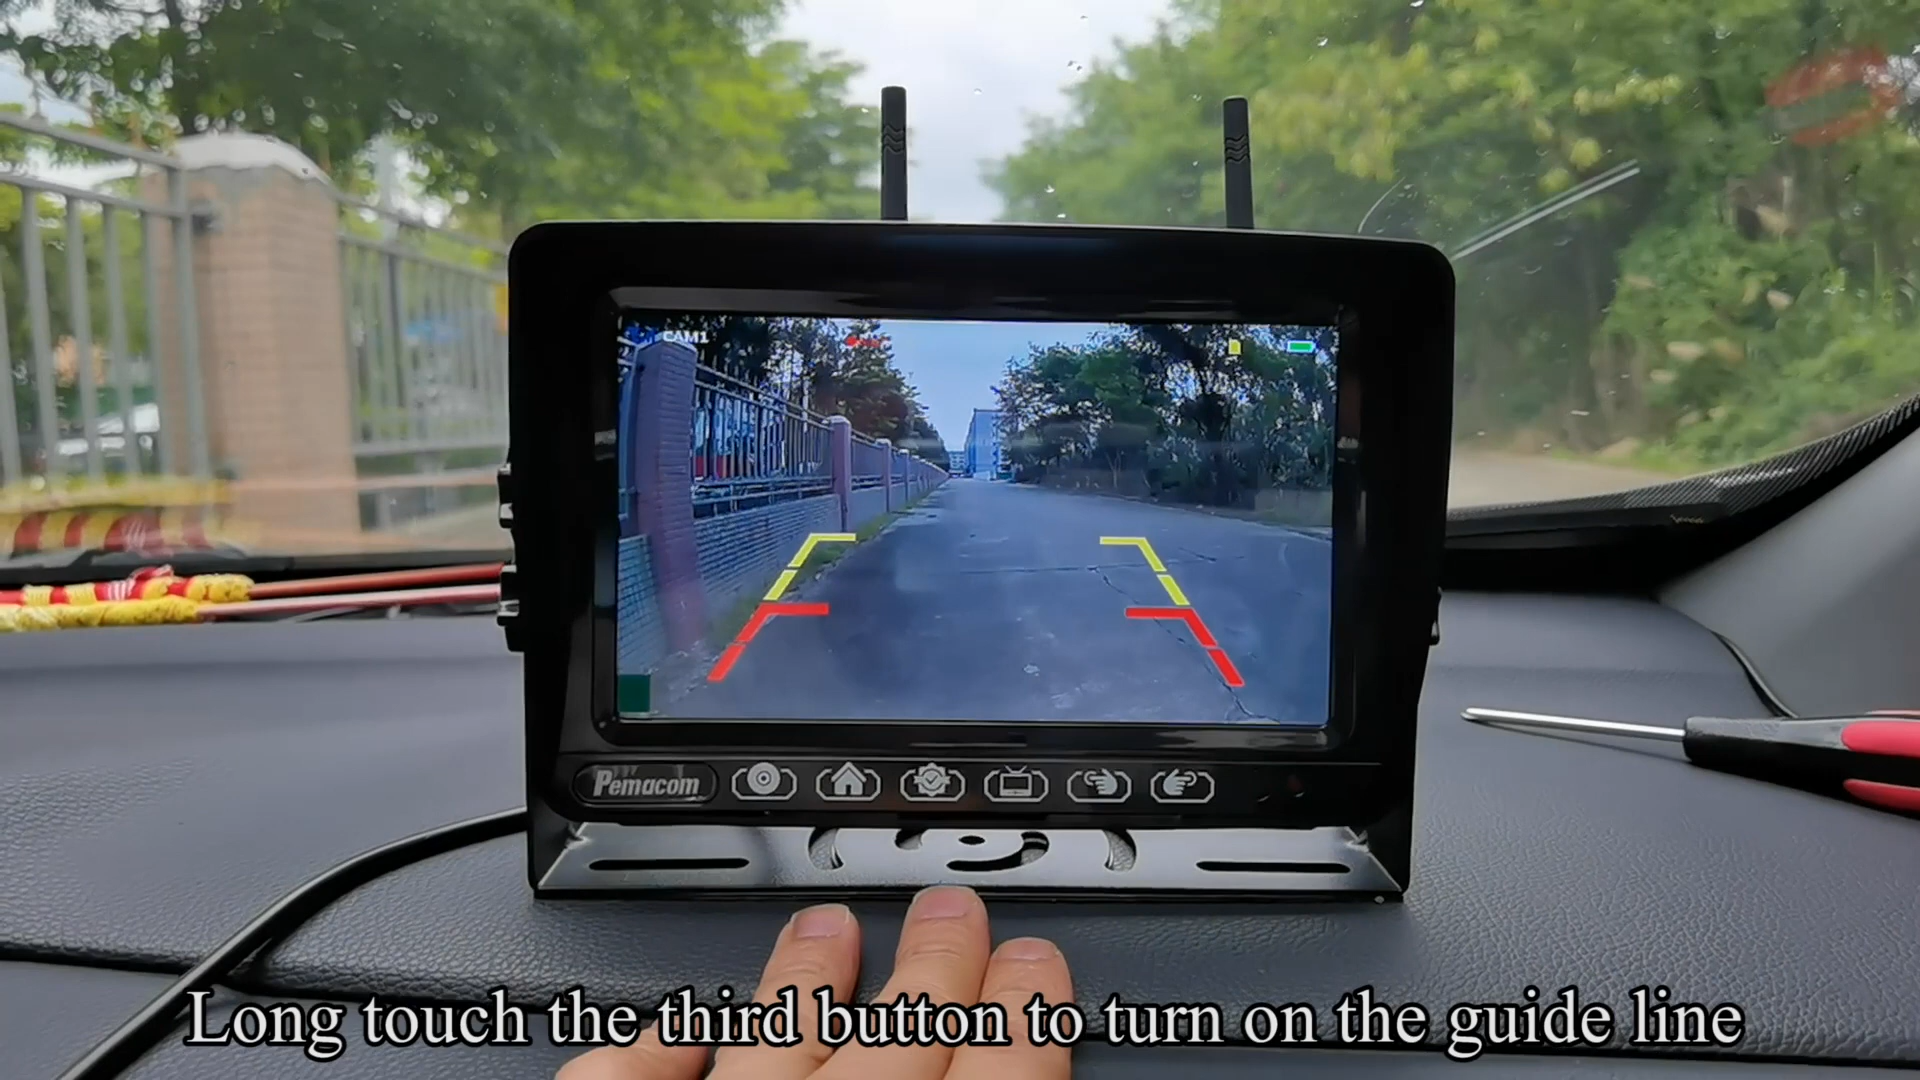 CAM1
Pemacom
Long touch the third button to turn on the guide line